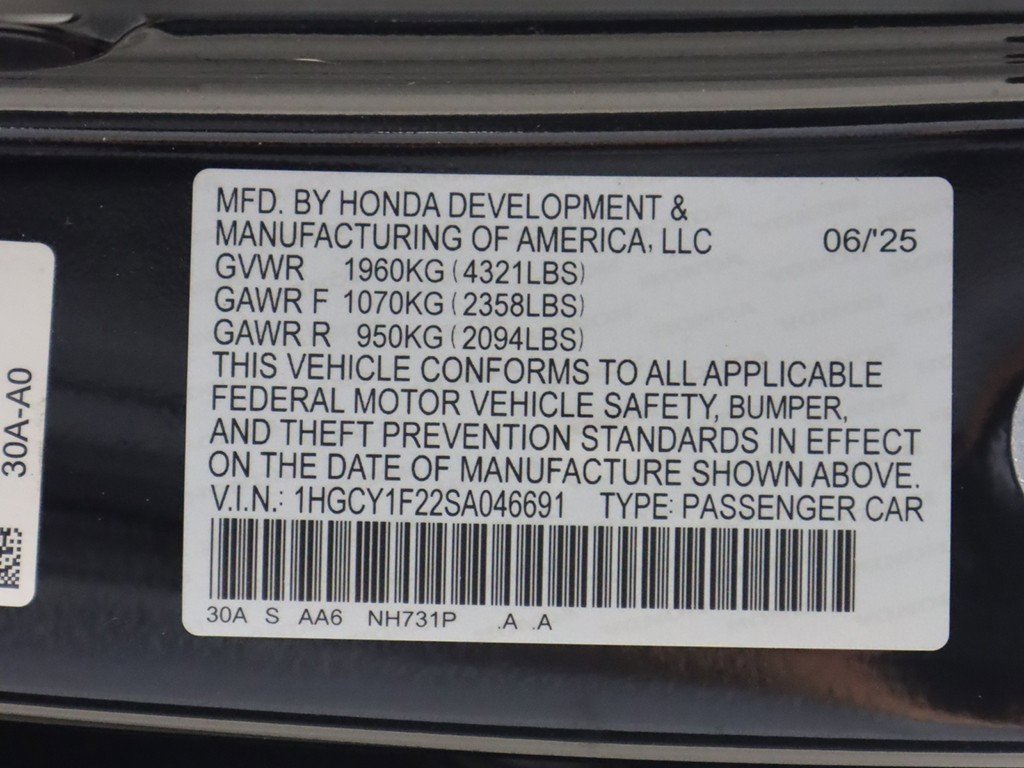 MFD. BY HONDA DEVELOPMENT &
MANUFACTURING OF AMERICA, LLC 06/'25
GVWR 1960KG (4321LBS)
GAWR F 1070KG (2358LBS)
GAWR R 950KG (2094LBS)
THIS VEHICLE CONFORMS TO ALL APPLICABLE
FEDERAL MOTOR VEHICLE SAFETY, BUMPER,
AND THEFT PREVENTION STANDARDS IN EFFECT
ON THE DATE OF MANUFACTURE SHOWN ABOVE.
V.I.N.: 1HGCY1F22SA046691 TYPE: PASSENGER CAR
30A S AA6 NH731P .A .A
30A-A0